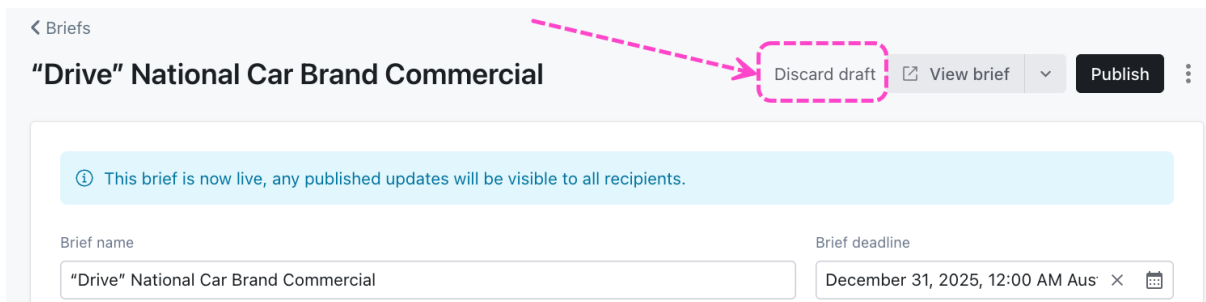 Briefs
“Drive” National Car Brand Commercial
Discard draft
View brief
Publish
This brief is now live, any published updates will be visible to all recipients.
Brief name
Brief deadline
“Drive” National Car Brand Commercial
December 31, 2025, 12:00 AM Aus